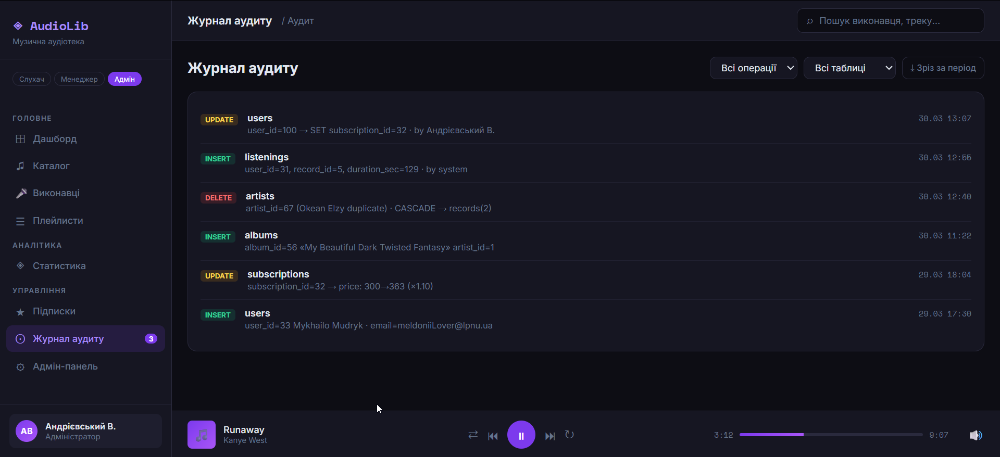 AudioLib
Музична аудіотека
Слухач Менеджер Адмін
ГОЛОВНЕ
Дашборд
Каталог
Виконавці
Плейлисти
АНАЛІТИКА
Статистика
УПРАВЛІННЯ
Підписки
Журнал аудиту 3
Адмін-панель
АВ
Андрієвський В.
Адміністратор
Журнал аудиту / Аудит
Пошук виконавця, треку...
Журнал аудиту
Всі операції Всі таблиці ↓ Зріз за період
UPDATE users 30.03 13:07
user_id=100 → SET subscription_id=32 · by Андрієвський В.
INSERT listenings 30.03 12:55
user_id=31, record_id=5, duration_sec=129 · by system
DELETE artists 30.03 12:40
artist_id=67 (Okean Elzy duplicate) · CASCADE → records(2)
INSERT albums 30.03 11:22
album_id=56 «My Beautiful Dark Twisted Fantasy» artist_id=1
UPDATE subscriptions 29.03 18:04
subscription_id=32 → price: 300→363 (×1.10)
INSERT users 29.03 17:30
user_id=33 Mykhailo Mudryk · email=meldoniiLover@lpnu.ua
Runaway
Kanye West
3:12 9:07